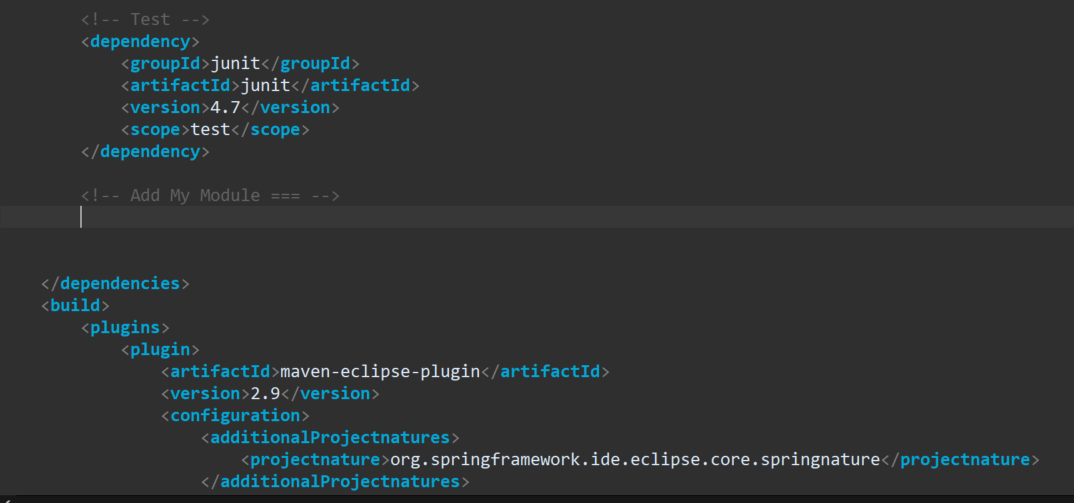 <!-- Test -->
<dependency>
<groupId>junit</groupId>
<artifactId>junit</artifactId>
<version>4.7</version>
<scope>test</scope>
</dependency>
<!-- Add My Module === -->
</dependencies>
<build>
<plugins>
<plugin>
<artifactId>maven-eclipse-plugin</artifactId>
<version>2.9</version>
<configuration>
<additionalProjectnatures>
<projectnature>org.springframework.ide.eclipse.core.springnature</projectnature>
</additionalProjectnatures>